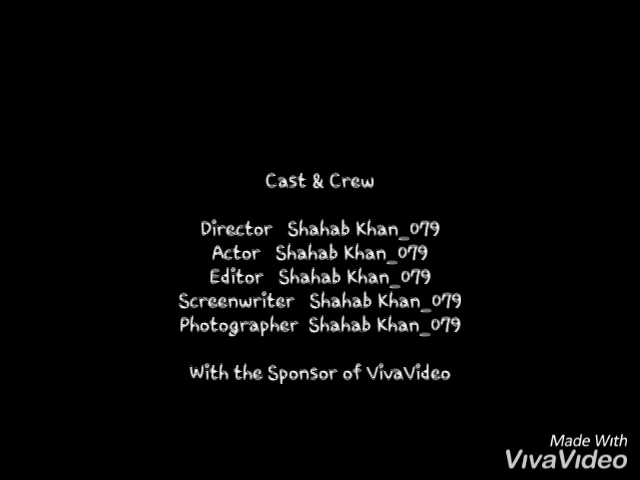 Cast & Crew
Director Shahab Khan_079
Actor Shahab Khan_079
Editor Shahab Khan_079
Screenwriter Shahab Khan_079
Photographer Shahab Khan_079
With the Sponsor of VivaVideo
Made With
VivaVideo